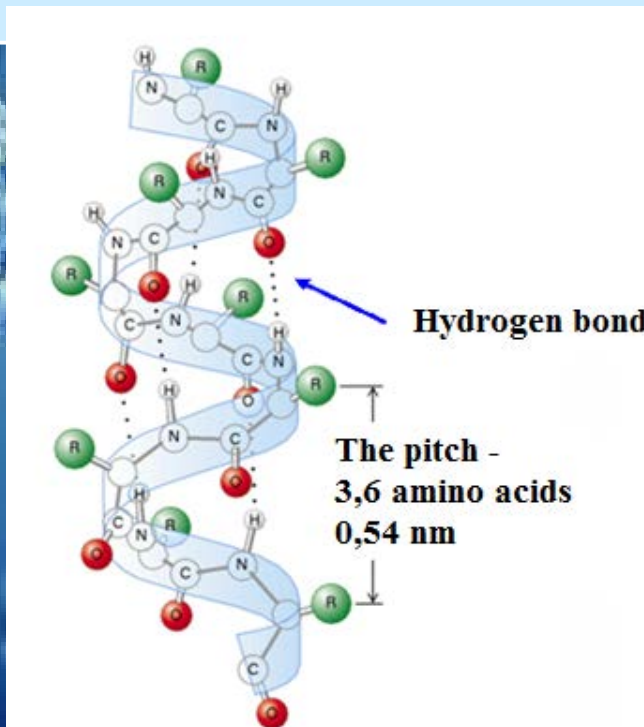 H
R
N H
C N
O H R
R N C
H
N C O
R O H R
C N H
Hydrogen bond
O C N
H O R
R N C
The pitch -
O H
3,6 amino acids
C R H
0,54 nm
N
O C N
O R
C
O